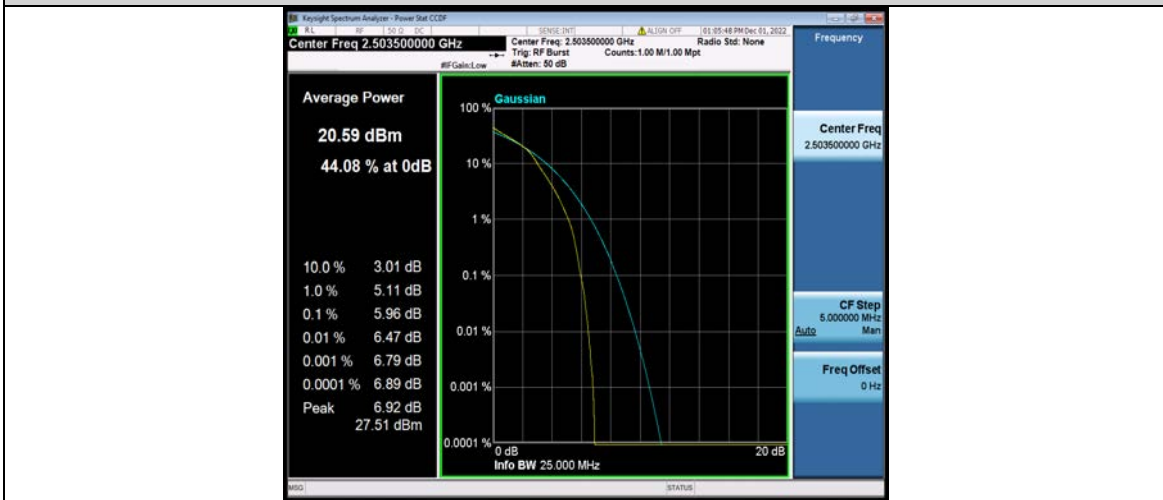 Keysight Spectrum Analyzer - Power Stat CCDF
RL RF 50 Ω DC SENSE:INT ALIGN OFF 01:05:48 PM Dec 01, 2022
Center Freq 2.503500000 GHz
Center Freq: 2.503500000 GHz Radio Std: None
Trig: RF Burst Counts:1.00 M/1.00 Mpt
#IFGain:Low #Atten: 50 dB
Frequency
Average Power
20.59 dBm
44.08 % at 0dB
10.0 % 3.01 dB
1.0 % 5.11 dB
0.1 % 5.96 dB
0.01 % 6.47 dB
0.001 % 6.79 dB
0.0001 % 6.89 dB
Peak 6.92 dB
27.51 dBm
Gaussian
100 %
10 %
1 %
0.1 %
0.01 %
0.001 %
0.0001 %
0 dB 20 dB
Info BW 25.000 MHz
Center Freq
2.503500000 GHz
CF Step
5.000000 MHz
Auto Man
Freq Offset
0 Hz
MSG STATUS